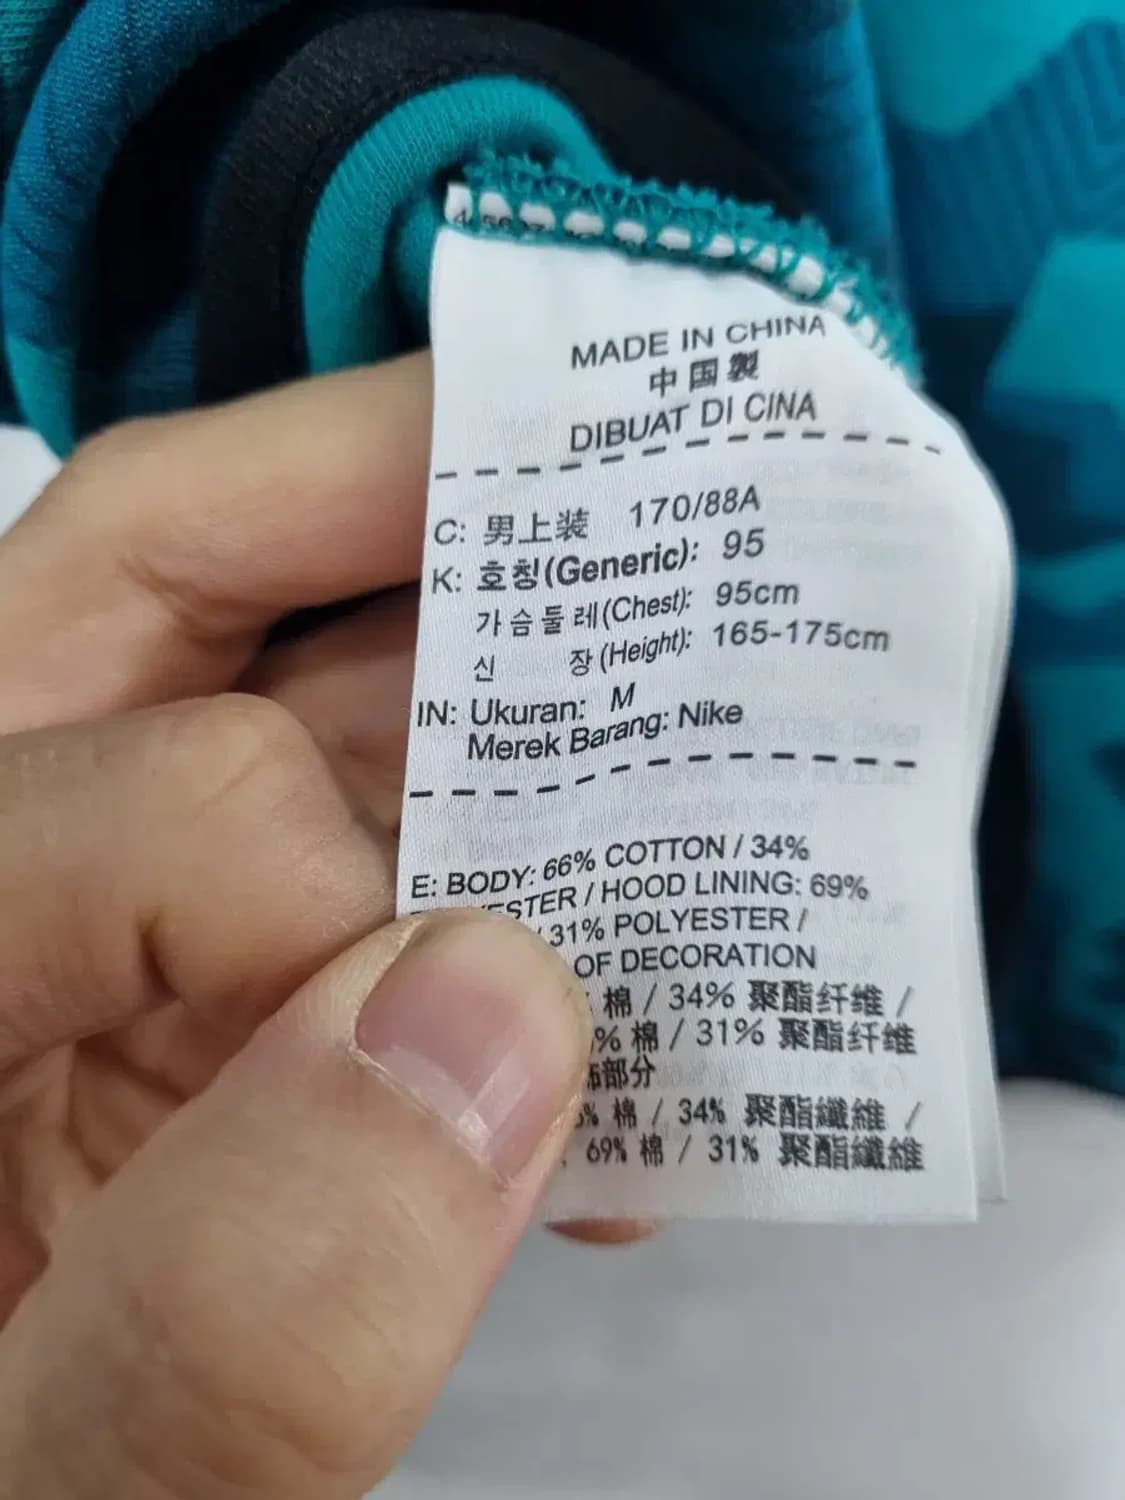 MADE IN CHINA
中国製
DIBUAT DI CINA
C: 男上装 170/88A
K: 호칭(Generic): 95
가슴둘레(Chest): 95cm
신 장(Height): 165-175cm
IN: Ukuran: M
Merek Barang: Nike
E: BODY: 66% COTTON / 34%
/ HOOD LINING: 69%
31% POLYESTER /
OF DECORATION
棉 / 34% 聚酯纤维 /
% 棉 / 31% 聚酯纤维
部分
% 棉 / 34% 聚酯纖維 /
69% 棉 / 31% 聚酯纖維